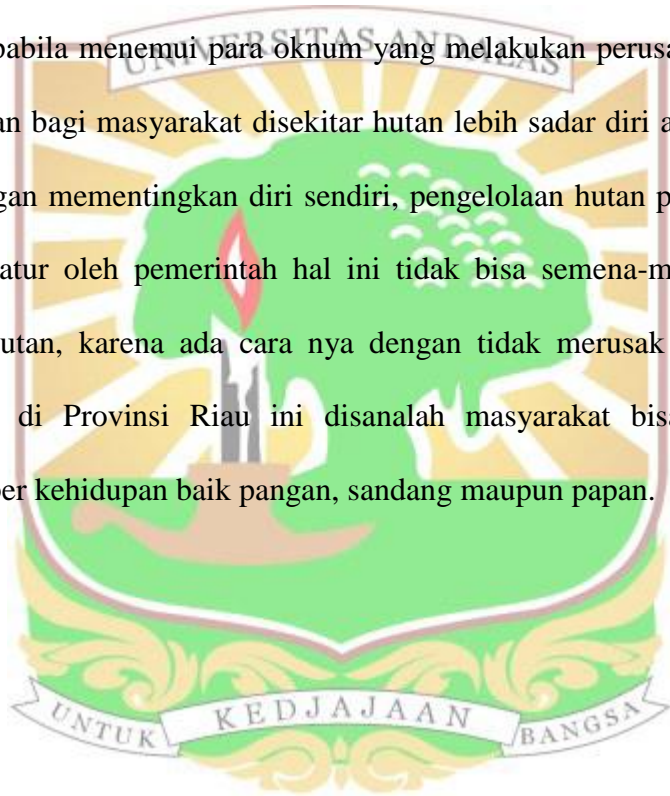 UNIVERSITAS ANDALAS
pabila menemui para oknum yang melakukan perusa
an bagi masyarakat disekitar hutan lebih sadar diri a
gan mementingkan diri sendiri, pengelolaan hutan p
atur oleh pemerintah hal ini tidak bisa semena-m
utan, karena ada cara nya dengan tidak merusak
di Provinsi Riau ini disanalah masyarakat bisa
ber kehidupan baik pangan, sandang maupun papan.
UNTUK KEDJAJAAN BANGSA